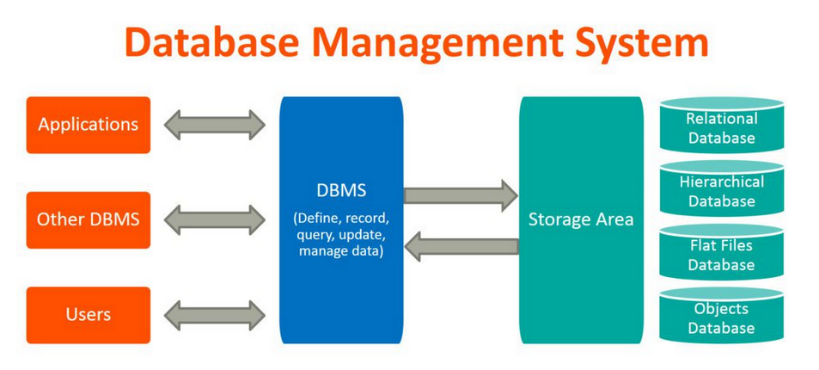 Database Management System
Applications
Other DBMS
Users
DBMS
(Define, record,
query, update,
manage data)
Storage Area
Relational
Database
Hierarchical
Database
Flat Files
Database
Objects
Database